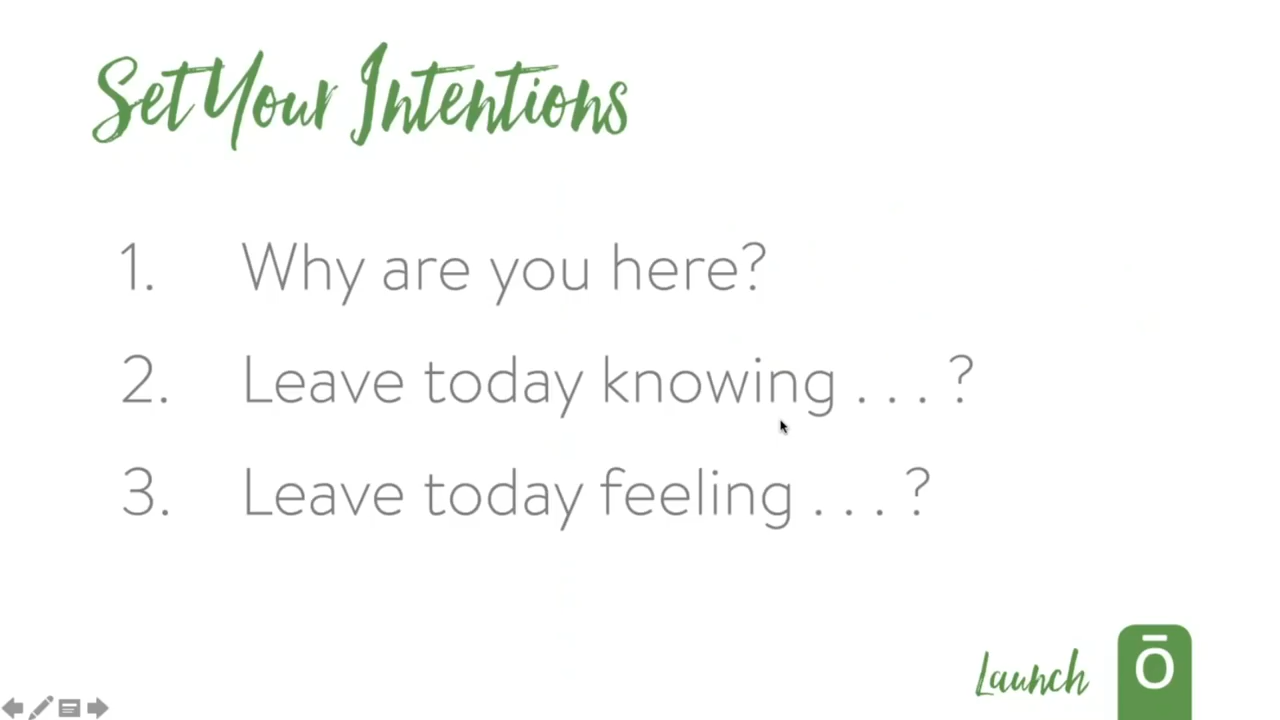 Set Your Intentions
1. Why are you here?
2. Leave today knowing . . . ?
3. Leave today feeling . . . ?
Launch ō